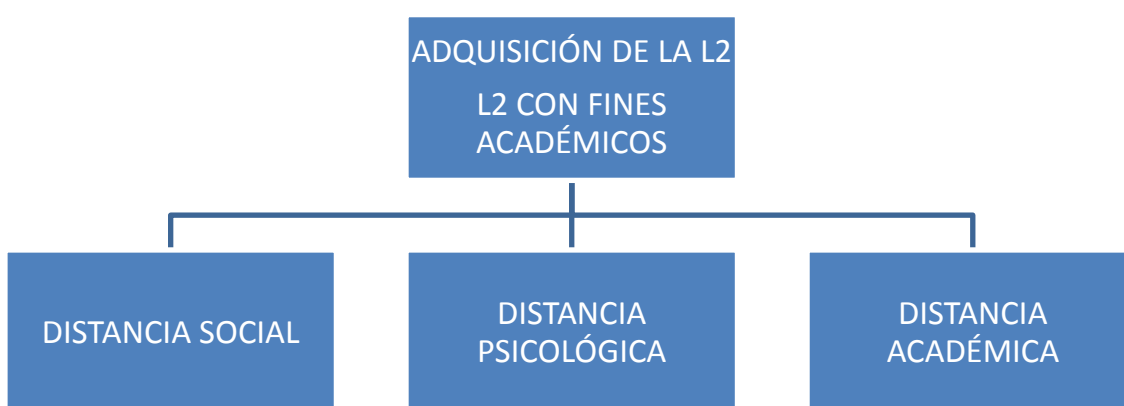 ADQUISICIÓN DE LA L2
L2 CON FINES
ACADÉMICOS
DISTANCIA SOCIAL
DISTANCIA
PSICOLÓGICA
DISTANCIA
ACADÉMICA